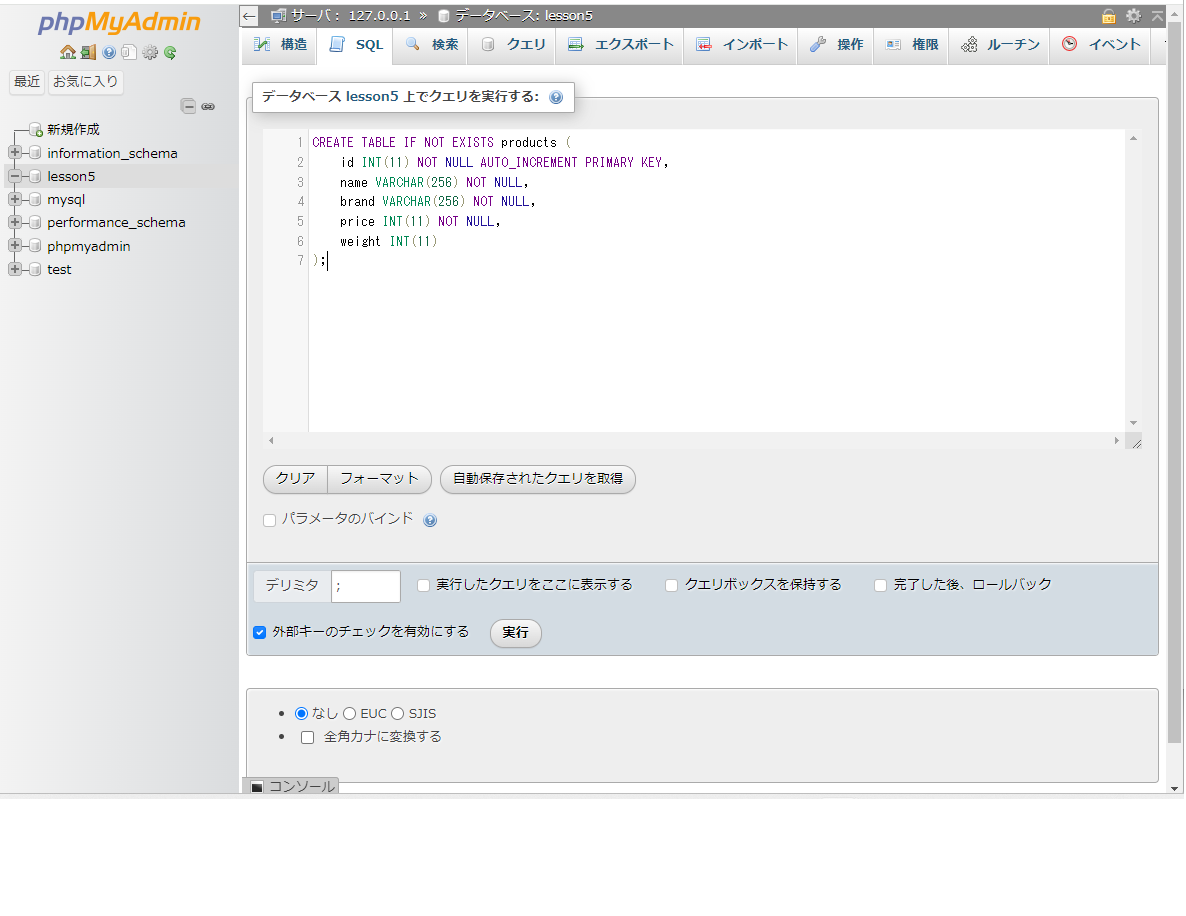 phpMyAdmin
最近 お気に入り
新規作成
information_schema
lesson5
mysql
performance_schema
phpmyadmin
test
サーバ： 127.0.0.1 » データベース: lesson5
構造 SQL 検索 クエリ エクスポート インポート 操作 権限 ルーチン イベント
データベース lesson5 上でクエリを実行する:
1 CREATE TABLE IF NOT EXISTS products (
2 id INT(11) NOT NULL AUTO_INCREMENT PRIMARY KEY,
3 name VARCHAR(256) NOT NULL,
4 brand VARCHAR(256) NOT NULL,
5 price INT(11) NOT NULL,
6 weight INT(11)
7 );
クリア フォーマット 自動保存されたクエリを取得
パラメータのバインド
デリミタ ; 実行したクエリをここに表示する クエリボックスを保持する 完了した後、ロールバック
外部キーのチェックを有効にする 実行
なし EUC SJIS
全角カナに変換する
コンソール